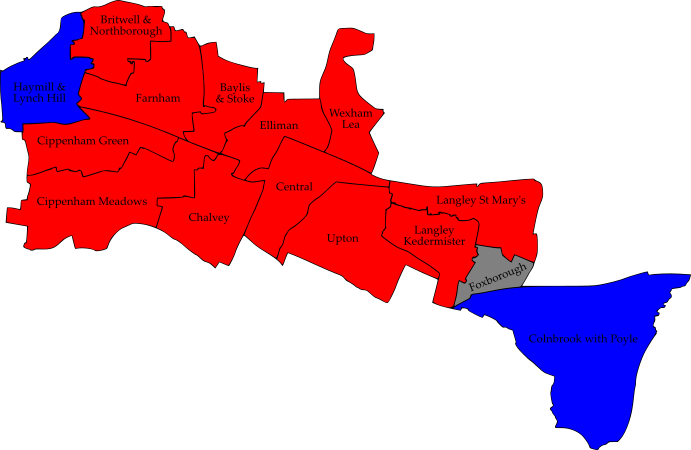 Britwell &
Northborough
Haymill &
Lynch Hill
Farnham
Baylis
& Stoke
Wexham
Lea
Elliman
Cippenham Green
Central
Cippenham Meadows
Langley St Mary's
Chalvey
Upton
Langley
Kedermister
Foxborough
Colnbrook with Poyle